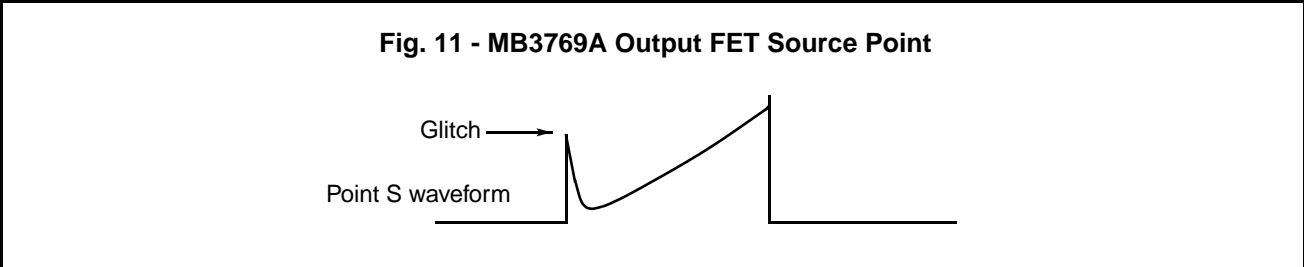 Fig. 11 - MB3769A Output FET Source Point
Glitch
Point S waveform